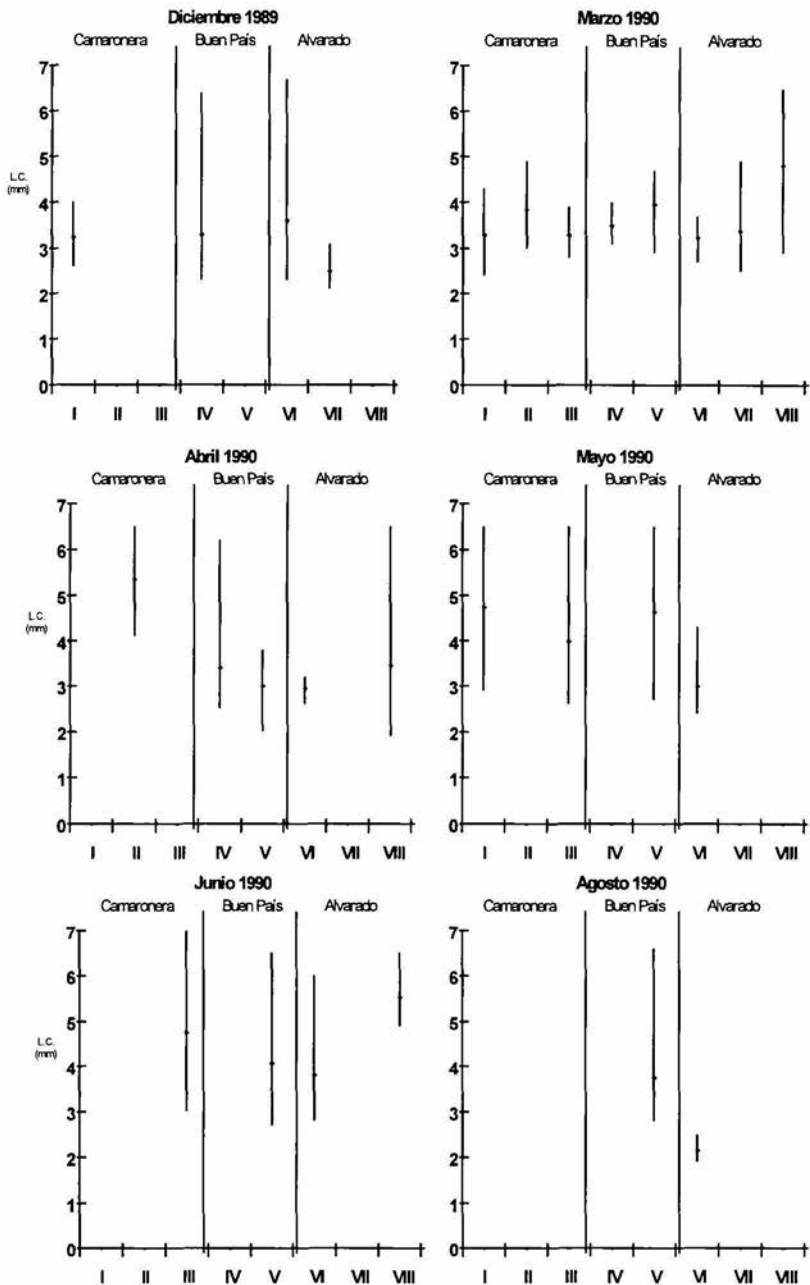 Diciembre 1989
Camaronera Buen País Alvarado
7
6
5
L.C.
(mm)
4
3
2
1
0
I II III IV V VI VII VIII
Marzo 1990
Camaronera Buen País Alvarado
7
6
5
4
3
2
1
0
I II III IV V VI VII VIII
Abril 1990
Camaronera Buen País Alvarado
7
6
5
L.C.
(mm)
4
3
2
1
0
I II III IV V VI VII VIII
Mayo 1990
Camaronera Buen País Alvarado
7
6
5
4
3
2
1
0
I II III IV V VI VII VIII
Junio 1990
Camaronera Buen País Alvarado
7
6
5
L.C.
(mm)
4
3
2
1
0
I II III IV V VI VII VIII
Agosto 1990
Camaronera Buen País Alvarado
7
6
5
4
3
2
1
0
I II III IV V VI VII VIII